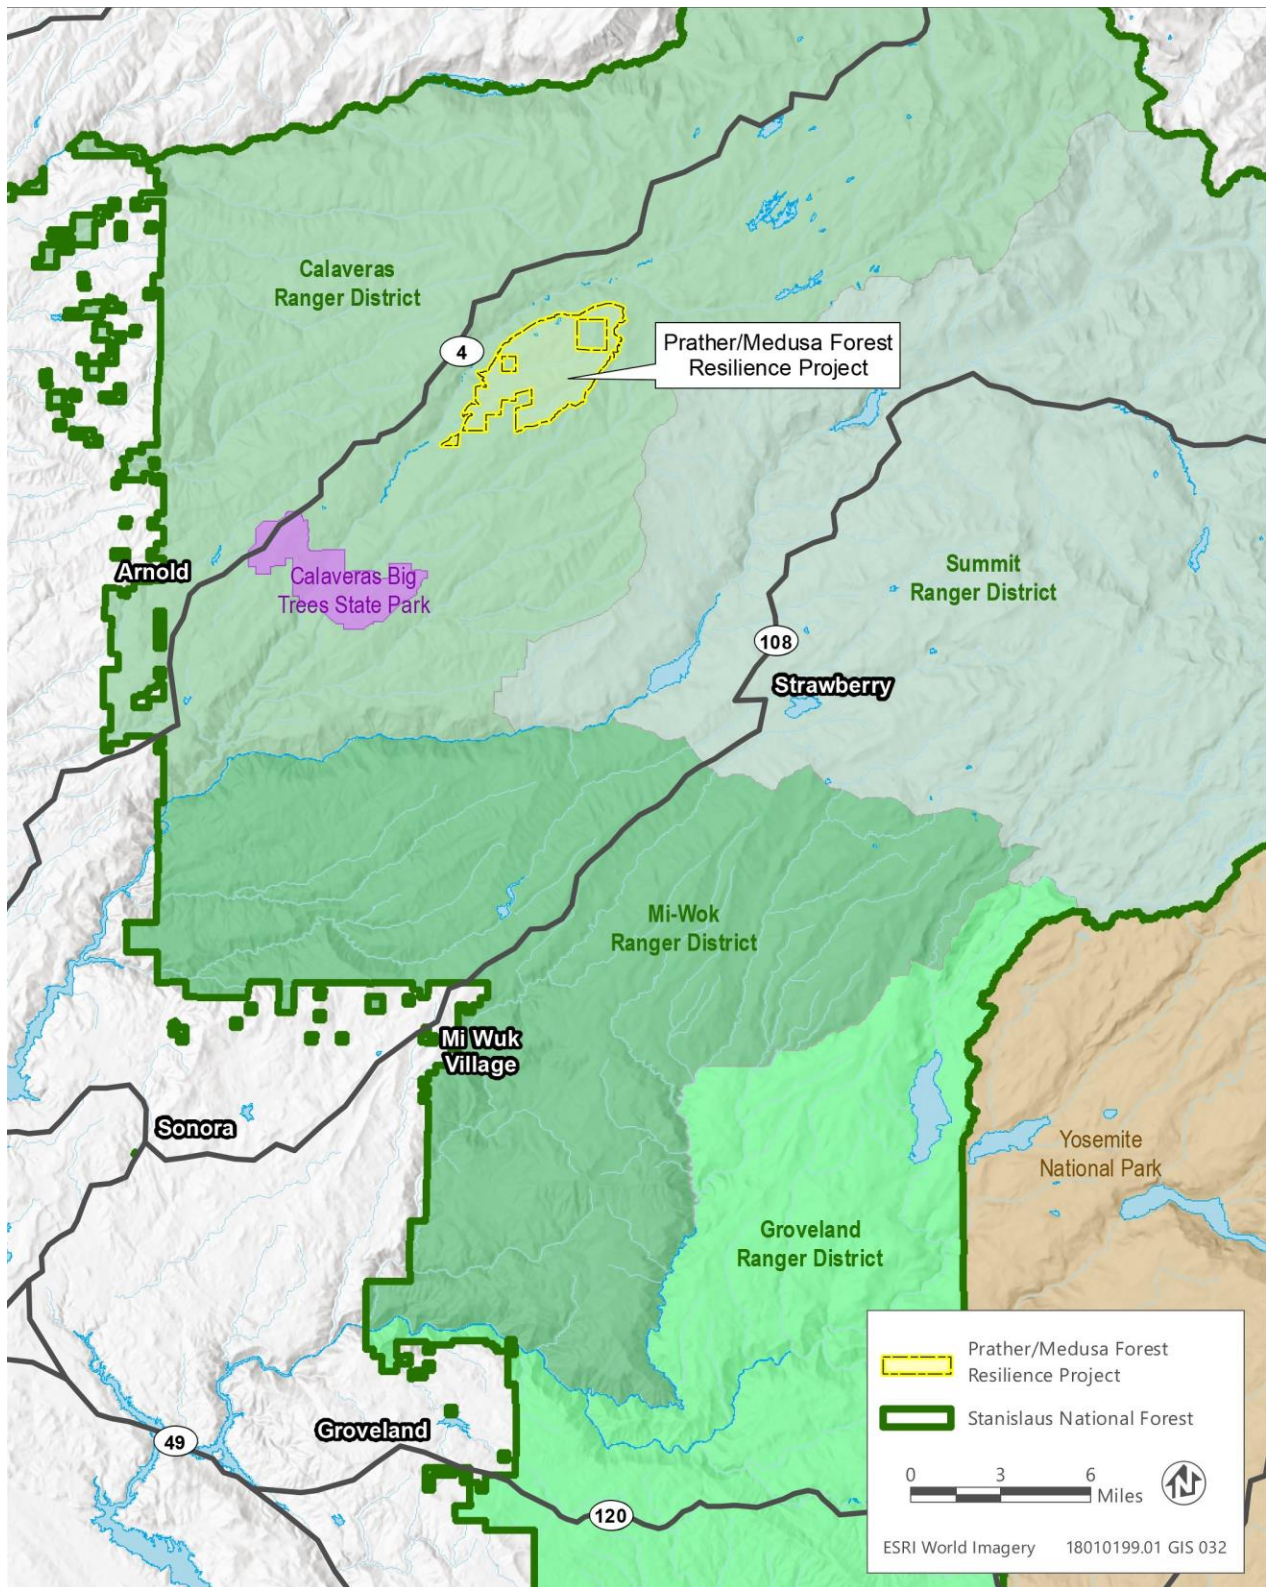 Calaveras
Ranger District
4
Prather/Medusa Forest
Resilience Project
Arnold
Calaveras Big
Trees State Park
Summit
Ranger District
108
Strawberry
Mi-Wok
Ranger District
Mi Wuk
Village
Sonora
Yosemite
National Park
Groveland
Ranger District
Groveland
49
120
Prather/Medusa Forest
Resilience Project
Stanislaus National Forest
0 3 6
Miles
N
ESRI World Imagery 18010199.01 GIS 032